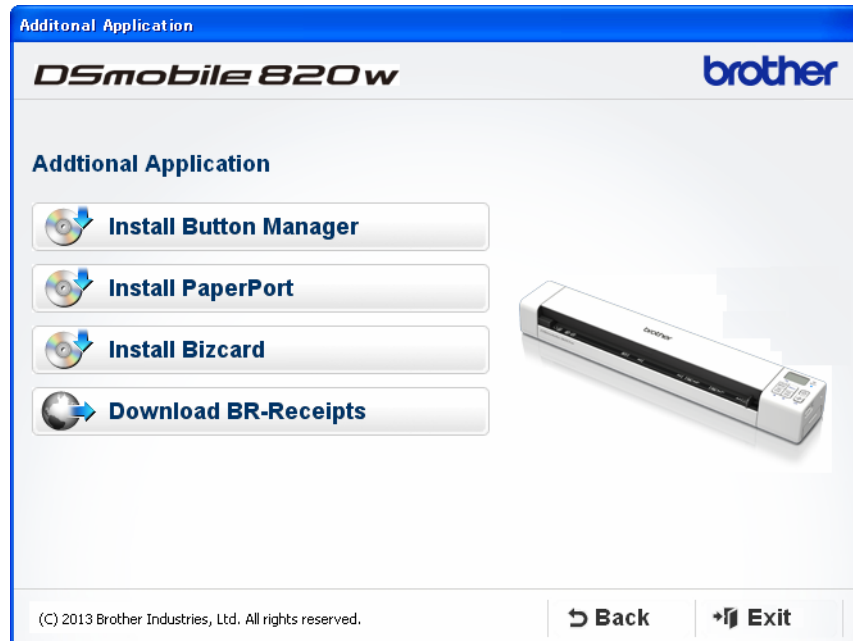 Additonal Application
DSmobile 820w
brother
Addtional Application
Install Button Manager
Install PaperPort
Install Bizcard
Download BR-Receipts
brother
(C) 2013 Brother Industries, Ltd. All rights reserved.
Back
Exit